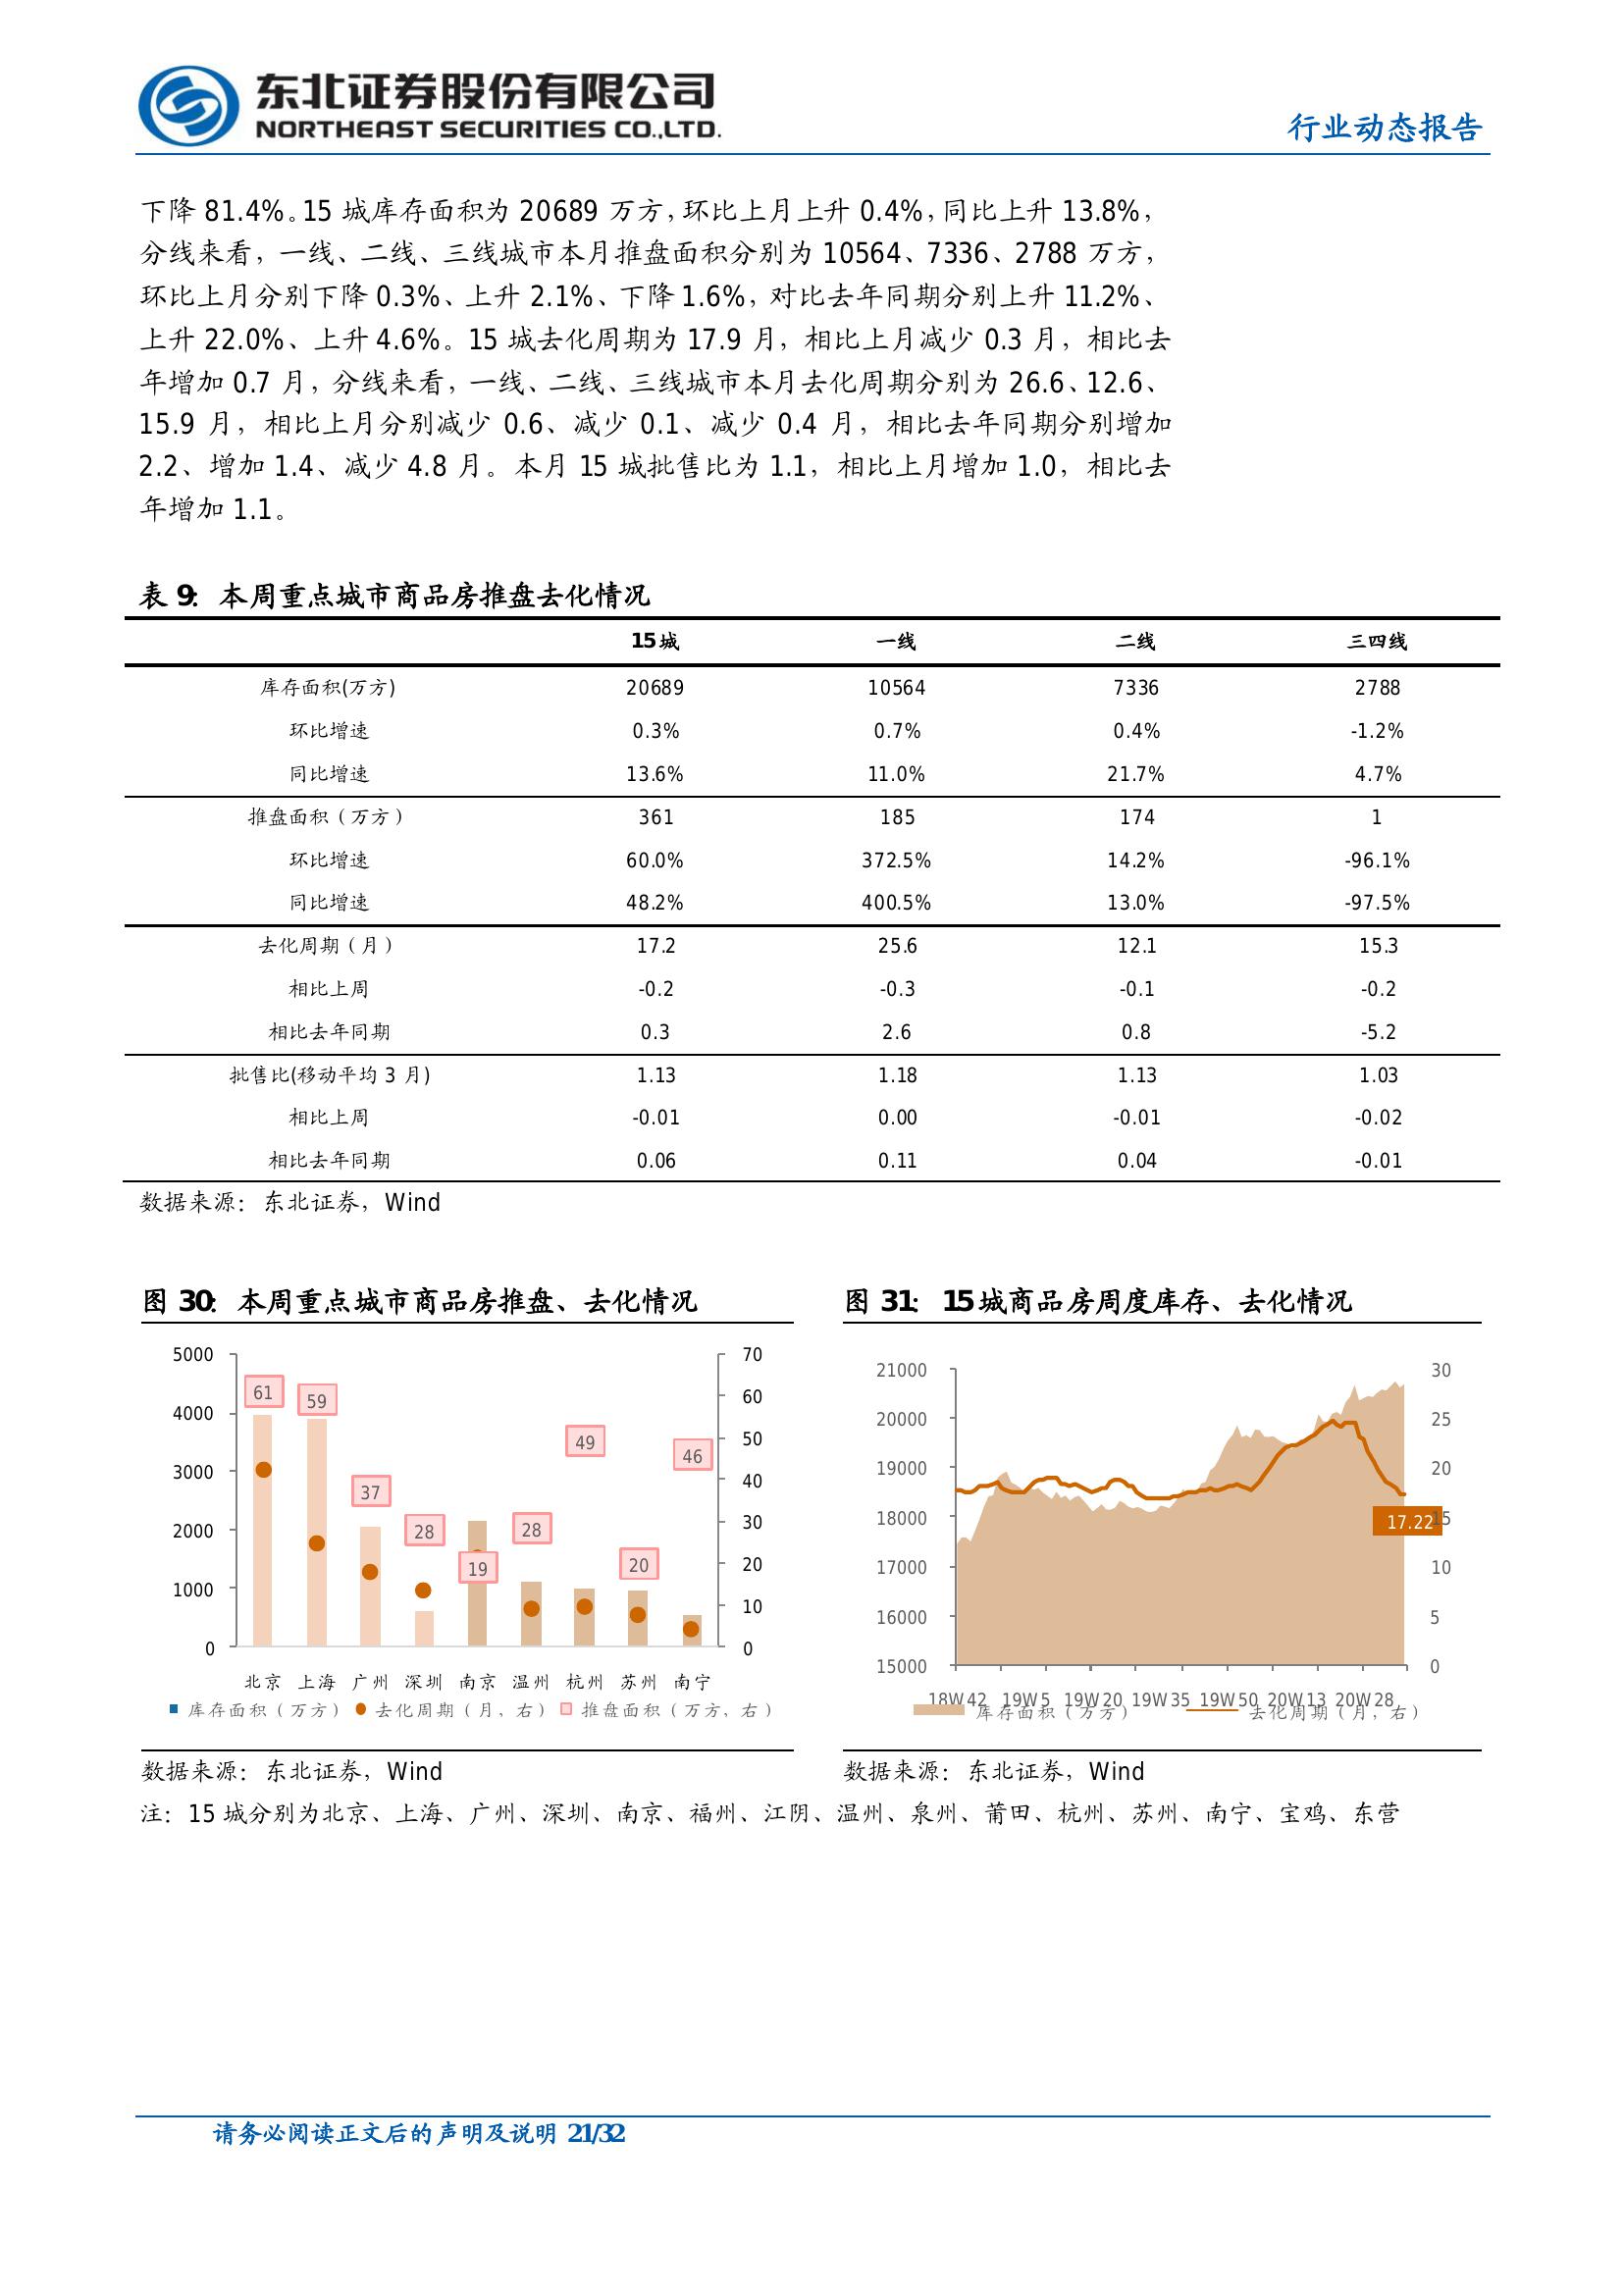 东北证券股份有限公司
NORTHEAST SECURITIES CO.,LTD.
行业动态报告
下降 81.4%。15 城库存面积为 20689 万方，环比上月上升 0.4%，同比上升 13.8%，
分线来看，一线、二线、三线城市本月推盘面积分别为 10564、7336、2788 万方，
环比上月分别下降 0.3%、上升 2.1%、下降 1.6%，对比去年同期分别上升 11.2%、
上升 22.0%、上升 4.6%。15 城去化周期为 17.9 月，相比上月减少 0.3 月，相比去
年增加 0.7 月，分线来看，一线、二线、三线城市本月去化周期分别为 26.6、12.6、
15.9 月，相比上月分别减少 0.6、减少 0.1、减少 0.4 月，相比去年同期分别增加
2.2、增加 1.4、减少 4.8 月。本月 15 城批售比为 1.1，相比上月增加 1.0，相比去
年增加 1.1。
表 9：本周重点城市商品房推盘去化情况
15城 一线 二线 三四线
库存面积(万方) 20689 10564 7336 2788
环比增速 0.3% 0.7% 0.4% -1.2%
同比增速 13.6% 11.0% 21.7% 4.7%
推盘面积（万方） 361 185 174 1
环比增速 60.0% 372.5% 14.2% -96.1%
同比增速 48.2% 400.5% 13.0% -97.5%
去化周期（月） 17.2 25.6 12.1 15.3
相比上周 -0.2 -0.3 -0.1 -0.2
相比去年同期 0.3 2.6 0.8 -5.2
批售比(移动平均 3 月) 1.13 1.18 1.13 1.03
相比上周 -0.01 0.00 -0.01 -0.02
相比去年同期 0.06 0.11 0.04 -0.01
数据来源：东北证券，Wind
图 30：本周重点城市商品房推盘、去化情况
5000
4000
3000
2000
1000
0
61 59 37 28 19 28 49 20 46
70
60
50
40
30
20
10
0
北京 上海 广州 深圳 南京 温州 杭州 苏州 南宁
库存面积（万方） 去化周期（月，右） 推盘面积（万方，右）
数据来源：东北证券，Wind
图 31：15城商品房周度库存、去化情况
21000
20000
19000
18000
17000
16000
15000
17.22
30
25
20
15
10
5
0
18W42 19W5 19W20 19W35 19W50 20W13 20W28
库存面积（万方） 去化周期（月，右）
数据来源：东北证券，Wind
注：15 城分别为北京、上海、广州、深圳、南京、福州、江阴、温州、泉州、莆田、杭州、苏州、南宁、宝鸡、东营
请务必阅读正文后的声明及说明 21/32